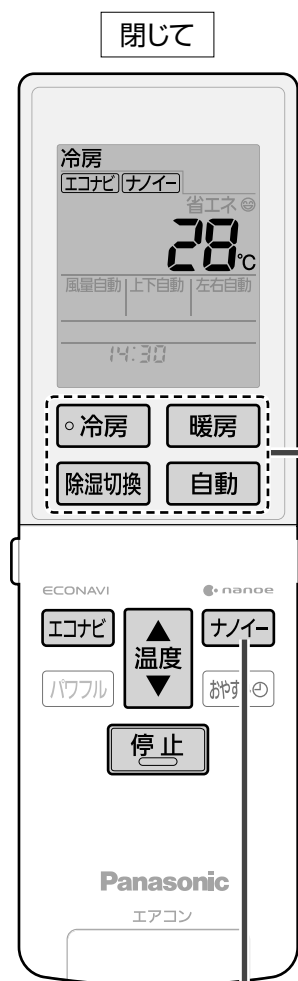 閉じて
冷房
エコナビ ナノイー
省エネ
28℃
風量自動 上下自動 左右自動
14:30
冷房 暖房
除湿切換 自動
ECONAVI nanoe
エコナビ ▲ ナノイー
温度
パワフル ▼ おやすみ
停止
Panasonic
エアコン